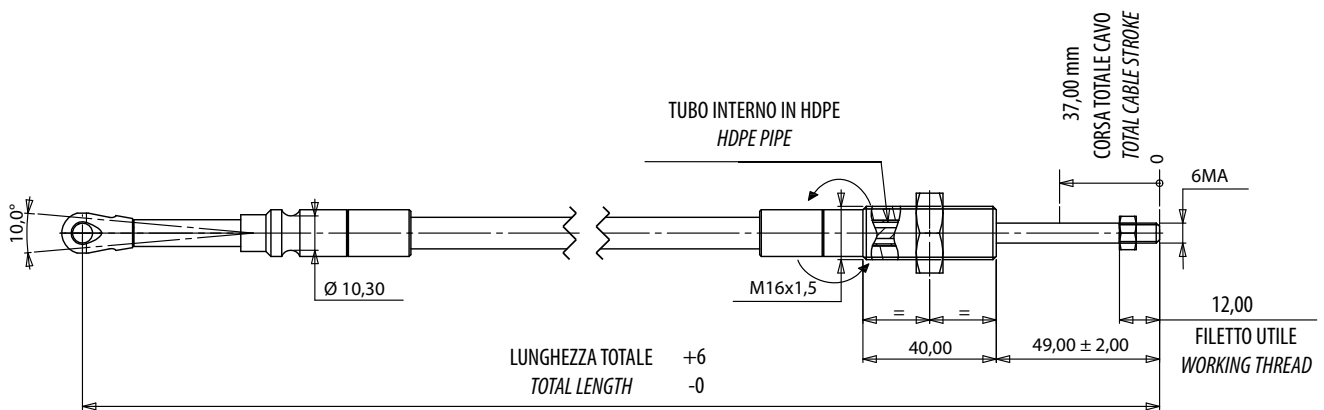 37,00 mm
CORSA TOTALE CAVO
TOTAL CABLE STROKE
0
TUBO INTERNO IN HDPE
HDPE PIPE
6MA
10,0°
Ø 10,30
M16x1,5
= =
12,00
FILETTO UTILE
WORKING THREAD
40,00
49,00 ± 2,00
LUNGHEZZA TOTALE +6
TOTAL LENGTH -0